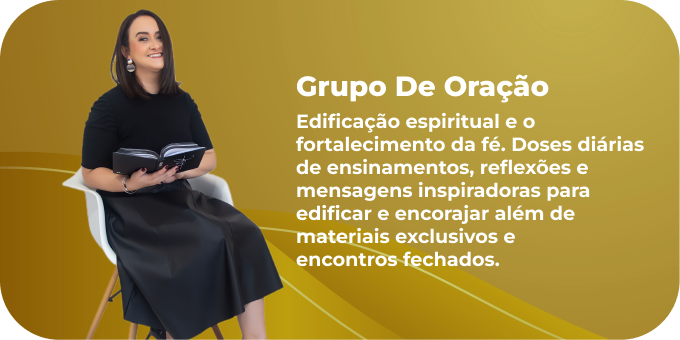 Grupo De Oração
Edificação espiritual e o
fortalecimento da fé. Doses diárias
de ensinamentos, reflexões e
mensagens inspiradoras para
edificar e encorajar além de
materiais exclusivos e
encontros fechados.